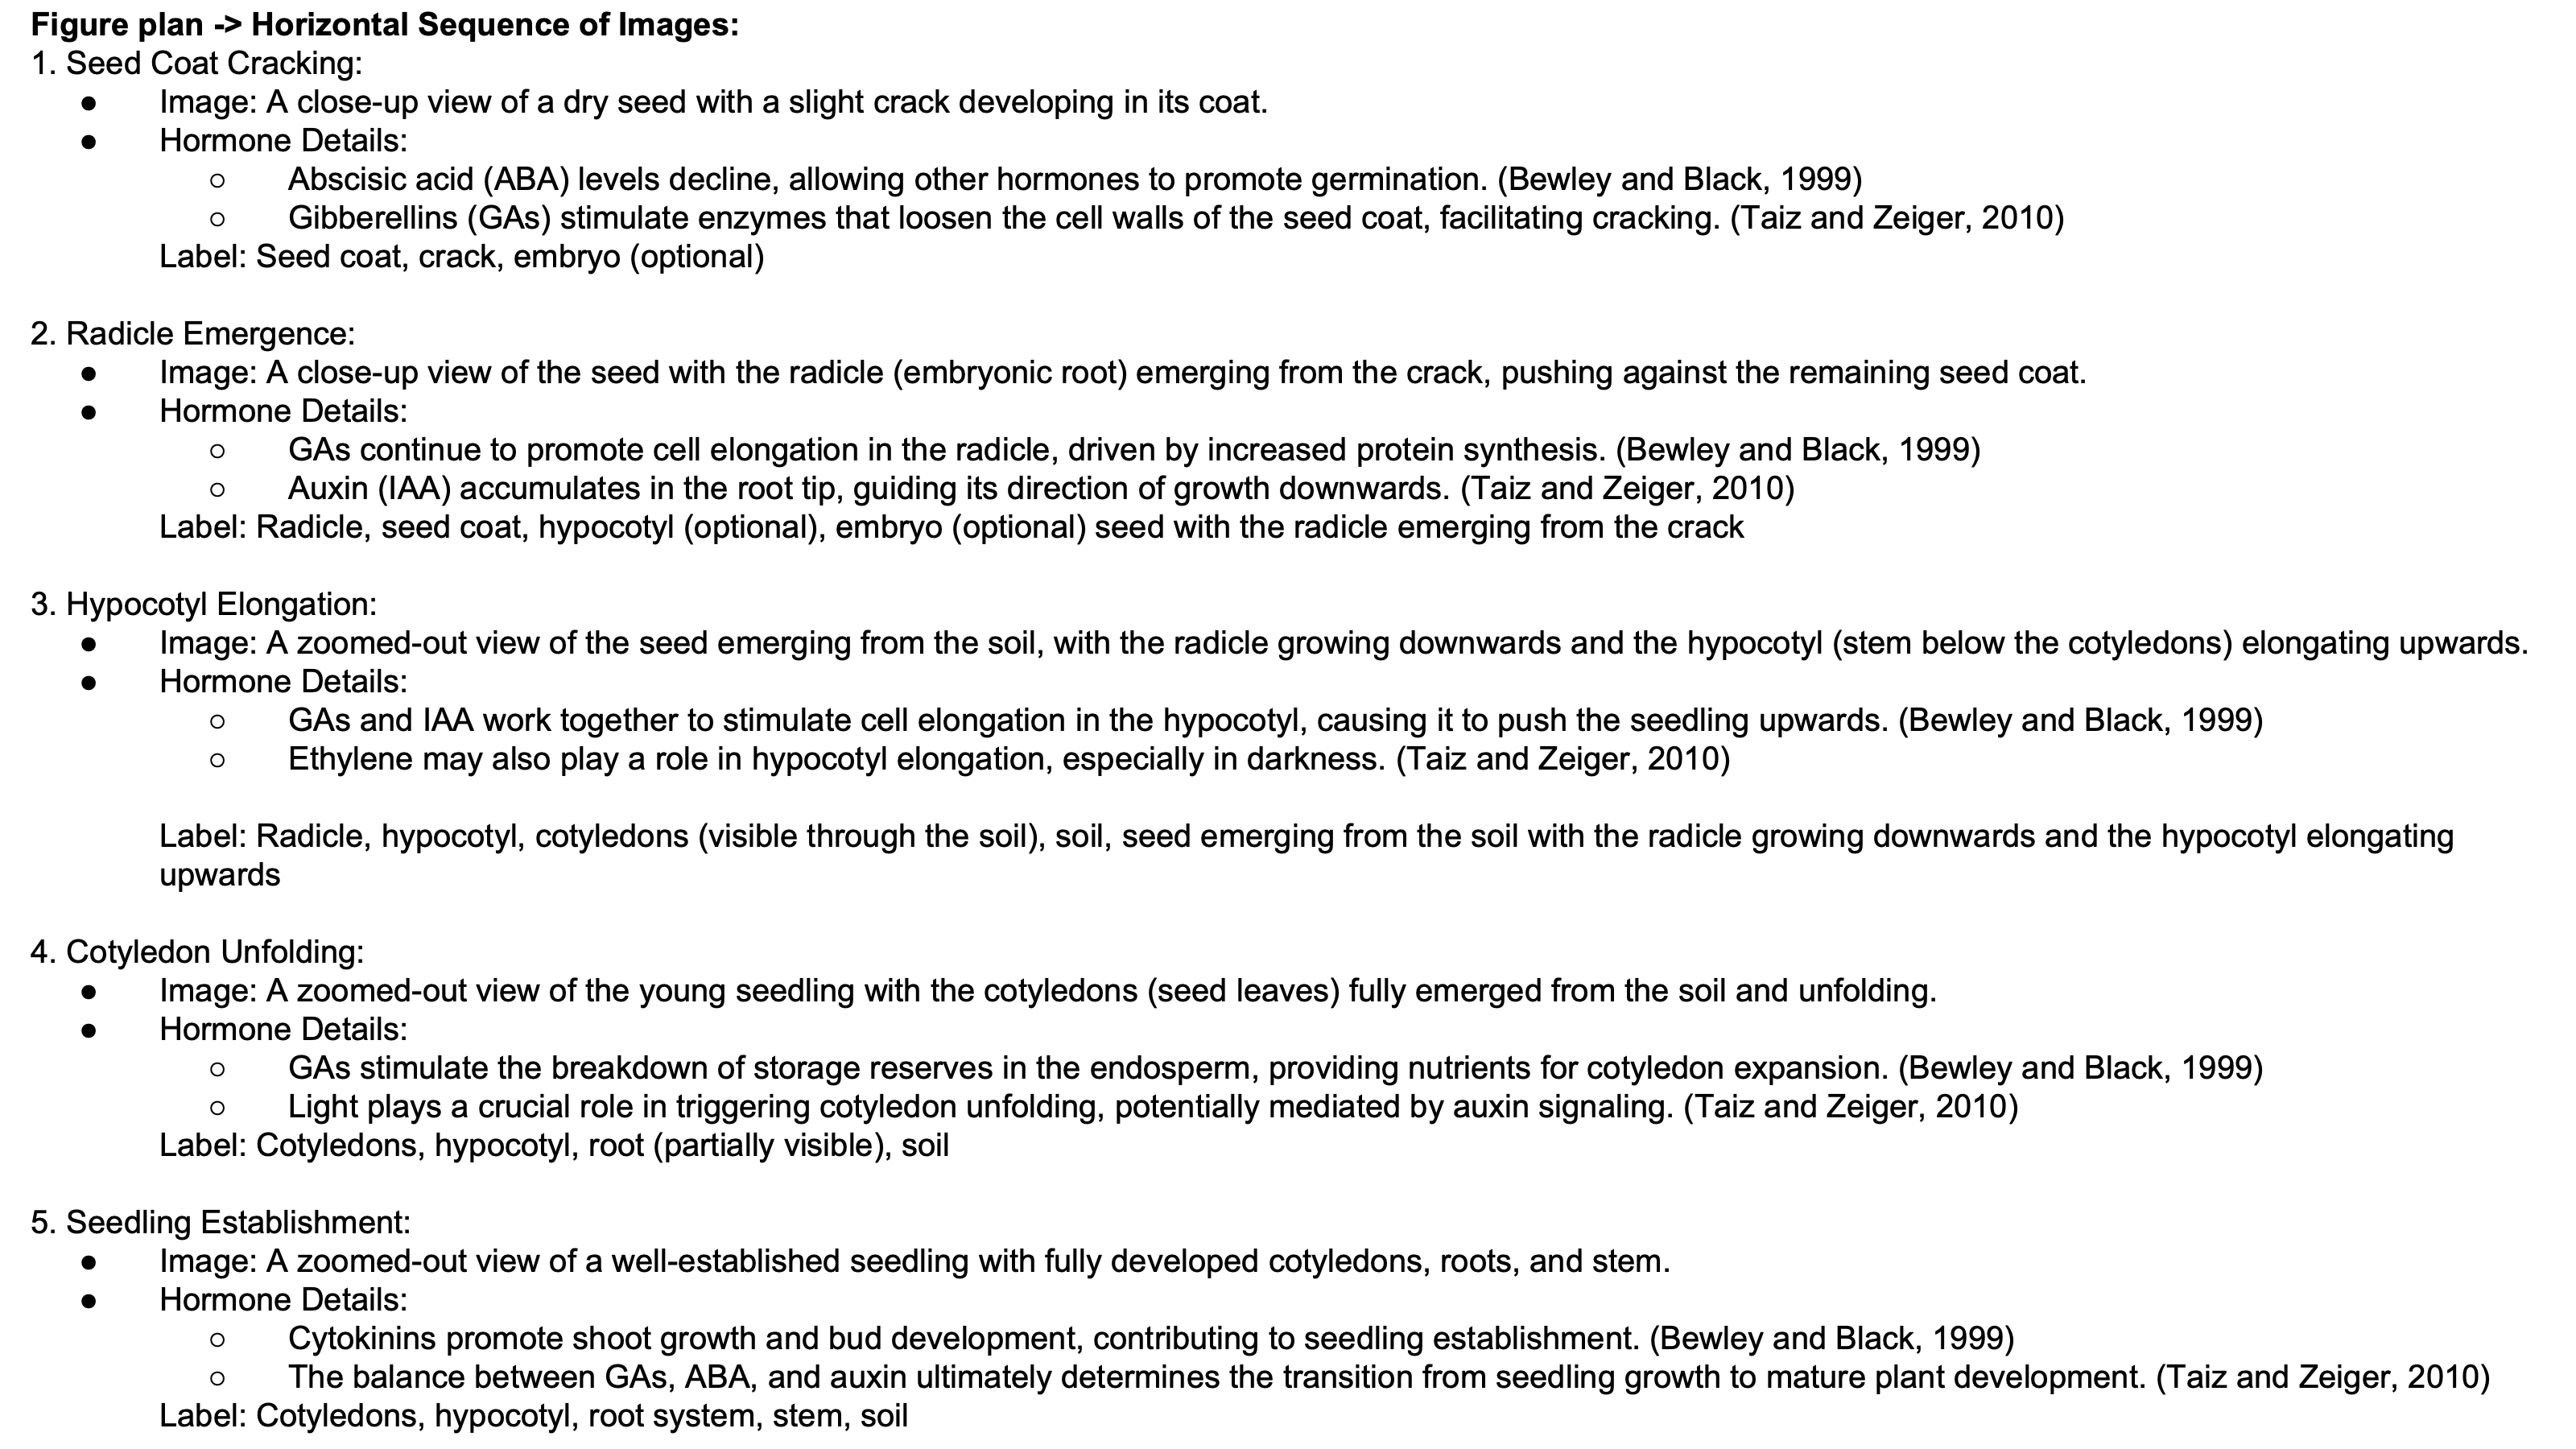 Figure plan -> Horizontal Sequence of Images:
1. Seed Coat Cracking:
● Image: A close-up view of a dry seed with a slight crack developing in its coat.
● Hormone Details:
○ Abscisic acid (ABA) levels decline, allowing other hormones to promote germination. (Bewley and Black, 1999)
○ Gibberellins (GAs) stimulate enzymes that loosen the cell walls of the seed coat, facilitating cracking. (Taiz and Zeiger, 2010)
Label: Seed coat, crack, embryo (optional)
2. Radicle Emergence:
● Image: A close-up view of the seed with the radicle (embryonic root) emerging from the crack, pushing against the remaining seed coat.
● Hormone Details:
○ GAs continue to promote cell elongation in the radicle, driven by increased protein synthesis. (Bewley and Black, 1999)
○ Auxin (IAA) accumulates in the root tip, guiding its direction of growth downwards. (Taiz and Zeiger, 2010)
Label: Radicle, seed coat, hypocotyl (optional), embryo (optional) seed with the radicle emerging from the crack
3. Hypocotyl Elongation:
● Image: A zoomed-out view of the seed emerging from the soil, with the radicle growing downwards and the hypocotyl (stem below the cotyledons) elongating upwards.
● Hormone Details:
○ GAs and IAA work together to stimulate cell elongation in the hypocotyl, causing it to push the seedling upwards. (Bewley and Black, 1999)
○ Ethylene may also play a role in hypocotyl elongation, especially in darkness. (Taiz and Zeiger, 2010)
Label: Radicle, hypocotyl, cotyledons (visible through the soil), soil, seed emerging from the soil with the radicle growing downwards and the hypocotyl elongating
upwards
4. Cotyledon Unfolding:
● Image: A zoomed-out view of the young seedling with the cotyledons (seed leaves) fully emerged from the soil and unfolding.
● Hormone Details:
○ GAs stimulate the breakdown of storage reserves in the endosperm, providing nutrients for cotyledon expansion. (Bewley and Black, 1999)
○ Light plays a crucial role in triggering cotyledon unfolding, potentially mediated by auxin signaling. (Taiz and Zeiger, 2010)
Label: Cotyledons, hypocotyl, root (partially visible), soil
5. Seedling Establishment:
● Image: A zoomed-out view of a well-established seedling with fully developed cotyledons, roots, and stem.
● Hormone Details:
○ Cytokinins promote shoot growth and bud development, contributing to seedling establishment. (Bewley and Black, 1999)
○ The balance between GAs, ABA, and auxin ultimately determines the transition from seedling growth to mature plant development. (Taiz and Zeiger, 2010)
Label: Cotyledons, hypocotyl, root system, stem, soil